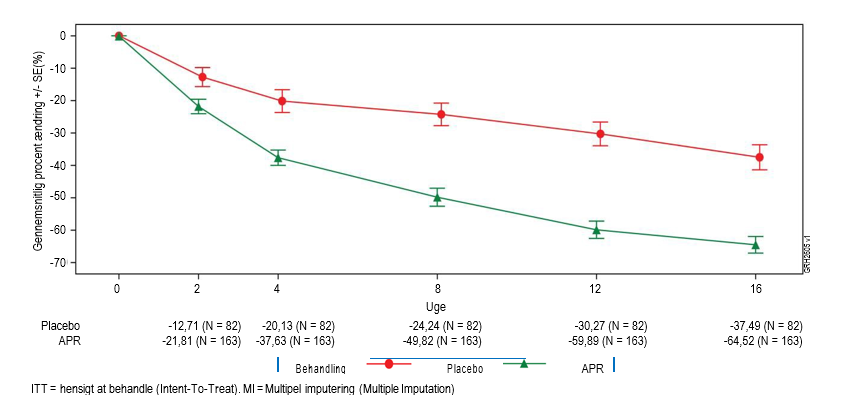 Gennemsnitlig procent ændring +/- SE(%)
0
-10
-20
-30
-40
-50
-60
-70
0 2 4 8 12 16
Uge
GRH2605 v1
Placebo -12,71 (N = 82) -20,13 (N = 82) -24,24 (N = 82) -30,27 (N = 82) -37,49 (N = 82)
APR -21,81 (N = 163) -37,63 (N = 163) -49,82 (N = 163) -59,89 (N = 163) -64,52 (N = 163)
Behandling Placebo APR
ITT = hensigt at behandle (Intent-To-Treat). MI = Multipel imputering (Multiple Imputation)